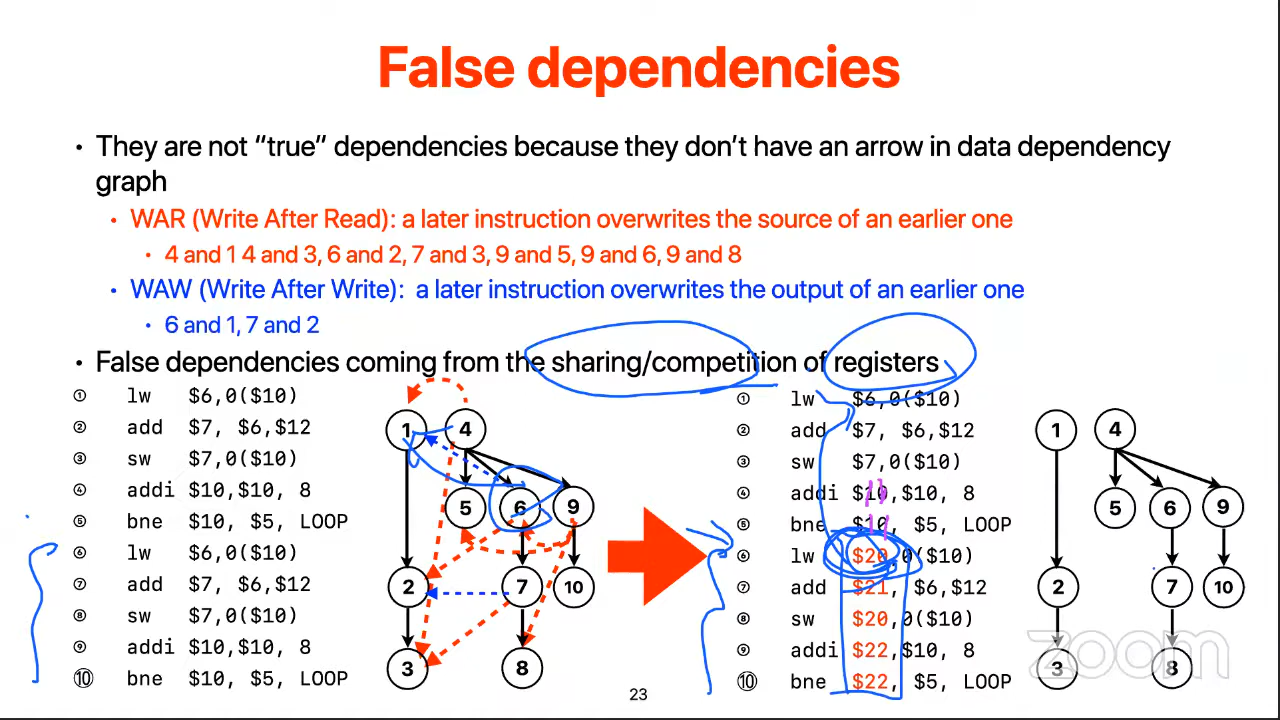 False dependencies
• They are not “true” dependencies because they don’t have an arrow in data dependency
graph
• WAR (Write After Read): a later instruction overwrites the source of an earlier one
• 4 and 1 4 and 3, 6 and 2, 7 and 3, 9 and 5, 9 and 6, 9 and 8
• WAW (Write After Write): a later instruction overwrites the output of an earlier one
• 6 and 1, 7 and 2
• False dependencies coming from the sharing/competition of registers
① lw $6,0($10)
② add $7, $6,$12
③ sw $7,0($10)
④ addi $10,$10, 8
⑤ bne $10, $5, LOOP
⑥ lw $6,0($10)
⑦ add $7, $6,$12
⑧ sw $7,0($10)
⑨ addi $10,$10, 8
⑩ bne $10, $5, LOOP
1 4
5 6 9
2 7 10
3 8
① lw $6,0($10)
② add $7, $6,$12
③ sw $7,0($10)
④ addi $10,$10, 8
⑤ bne $10, $5, LOOP
⑥ lw $20,0($10)
⑦ add $21, $6,$12
⑧ sw $20,0($10)
⑨ addi $22,$10, 8
⑩ bne $22, $5, LOOP
1 4
5 6 9
2 7 10
3 8
zoom
23